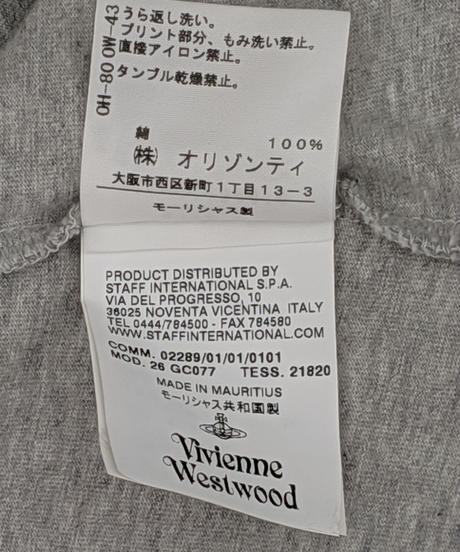 OH-80 OW-43
うら返し洗い。
プリント部分、もみ洗い禁止。
直接アイロン禁止。
タンブル乾燥禁止。
綿 100%
㈱ オリゾンティ
大阪市西区新町1丁目13-3
モーリシャス製
PRODUCT DISTRIBUTED BY
STAFF INTERNATIONAL S.P.A.
VIA DEL PROGRESSO, 10
36025 NOVENTA VICENTINA ITALY
TEL 0444/784500 - FAX 784580
WWW.STAFFINTERNATIONAL.COM
COMM. 02289/01/01/0101
MOD. 26 GC077 TESS. 21820
MADE IN MAURITIUS
モーリシャス共和国製
Vivienne
Westwood